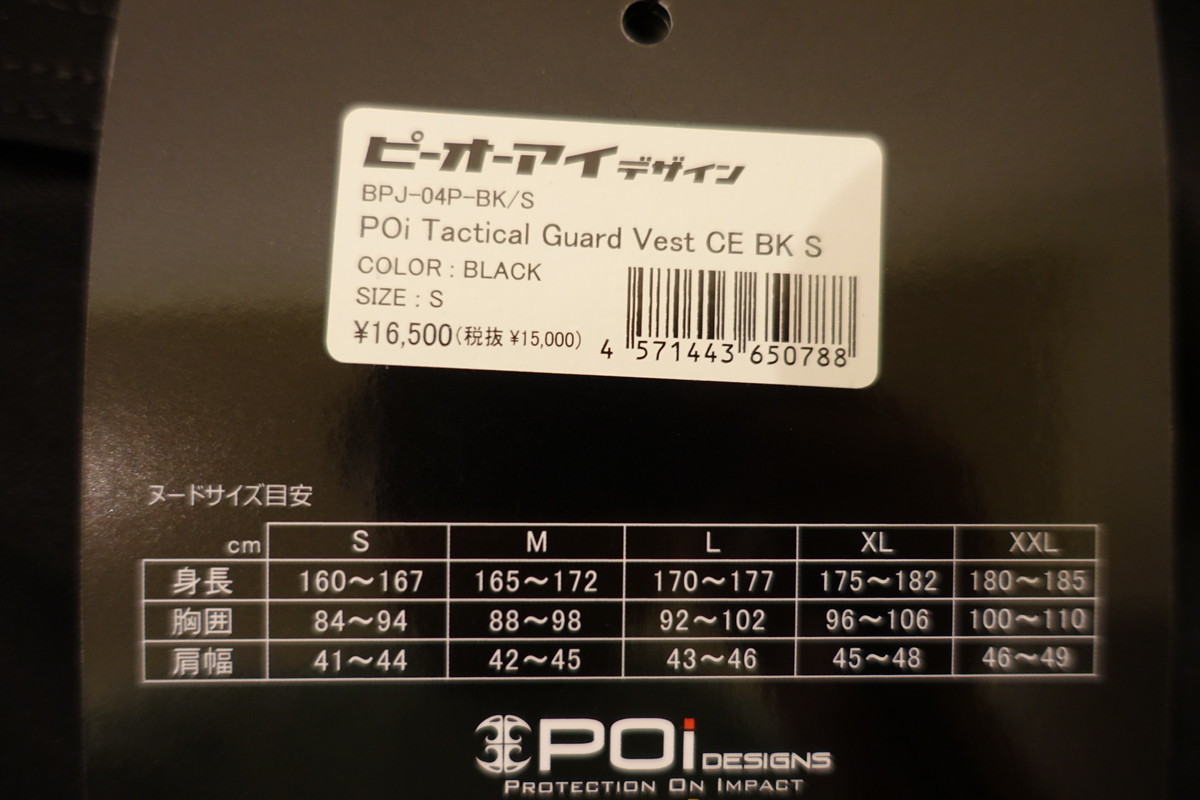 ピーオーアイデザイン
BPJ-04P-BK/S
POi Tactical Guard Vest CE BK S
COLOR : BLACK
SIZE : S
¥16,500(税抜 ¥15,000)
4 571443 650788
ヌードサイズ目安
cm S M L XL XXL
身長 160～167 165～172 170～177 175～182 180～185
胸囲 84～94 88～98 92～102 96～106 100～110
肩幅 41～44 42～45 43～46 45～48 46～49
POi DESIGNS
PROTECTION ON IMPACT